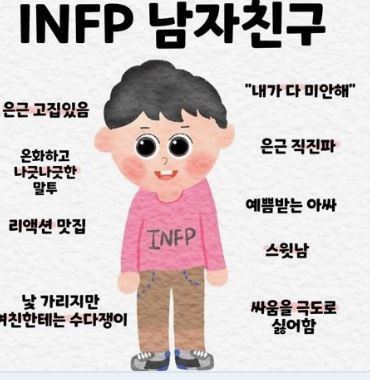 INFP 남자친구
"내가 다 미안해"
은근 고집있음
은근 직진파
온화하고
나긋나긋한
말투
예쁨받는 아싸
리액션 맛집
INFP
스윗남
낯 가리지만
여친한테는 수다쟁이
싸움을 극도로
싫어함